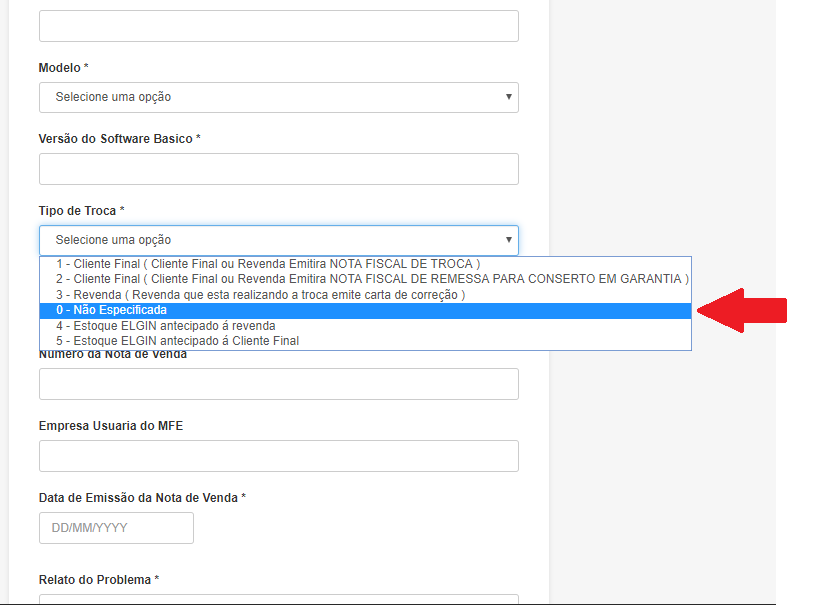 Modelo *
Selecione uma opção
Versão do Software Basico *
Tipo de Troca *
Selecione uma opção
1 - Cliente Final ( Cliente Final ou Revenda Emitira NOTA FISCAL DE TROCA )
2 - Cliente Final ( Cliente Final ou Revenda Emitira NOTA FISCAL DE REMESSA PARA CONSERTO EM GARANTIA )
3 - Revenda ( Revenda que esta realizando a troca emite carta de correção )
0 - Não Especificada
4 - Estoque ELGIN antecipado á revenda
5 - Estoque ELGIN antecipado á Cliente Final
Número da Nota de Venda
Empresa Usuaria do MFE
Data de Emissão da Nota de Venda *
DD/MM/YYYY
Relato do Problema *